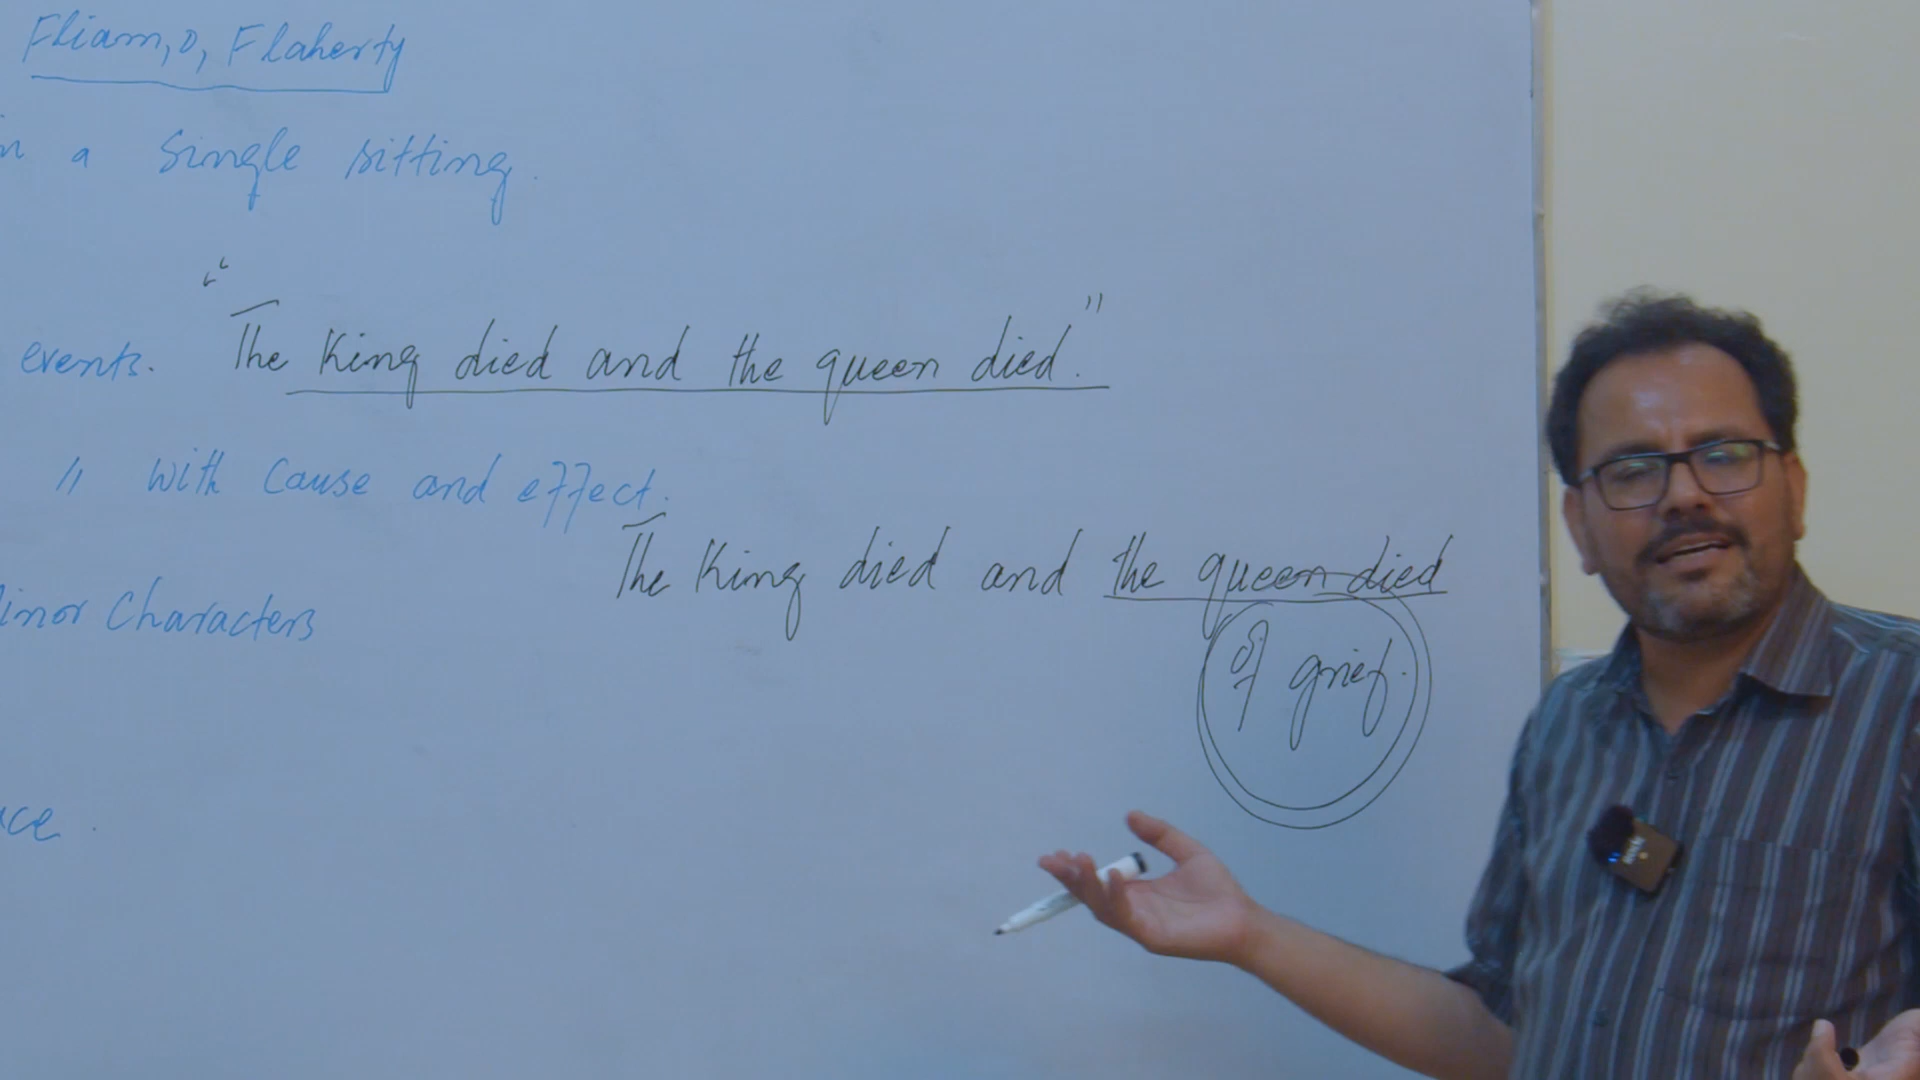 Fliam, O, Flaherty
in a Single sitting.
events. "The King died and the queen died."
" With Cause and effect.
The King died and the queen died
of grief.
inor Characters
ace.